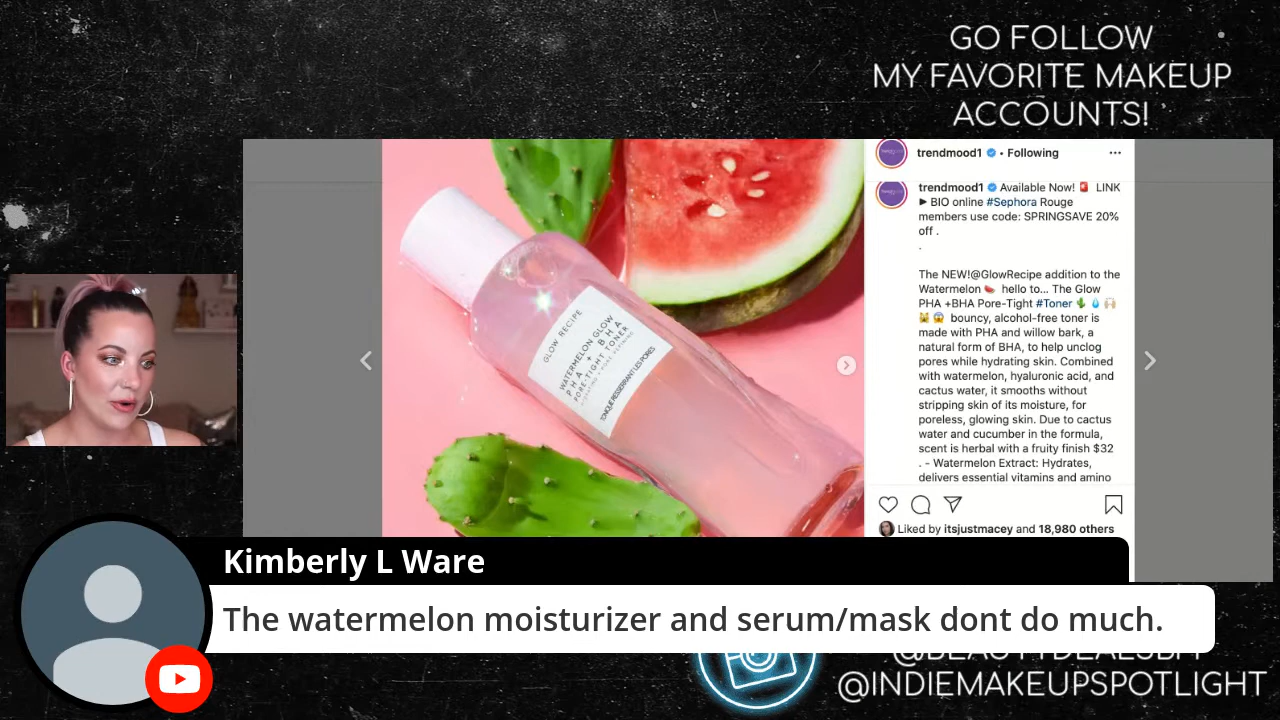 GO FOLLOW
MY FAVORITE MAKEUP
ACCOUNTS!
trendmood1 • Following
trendmood1 Available Now! 🚨 LINK
▶ BIO online #Sephora Rouge
members use code: SPRINGSAVE 20%
off .
.
The NEW!@GlowRecipe addition to the
Watermelon 🍉 hello to... The Glow
PHA +BHA Pore-Tight #Toner 🌵 💧 🙌🏻
🙀 😱 bouncy, alcohol-free toner is
made with PHA and willow bark, a
natural form of BHA, to help unclog
pores while hydrating skin. Combined
with watermelon, hyaluronic acid, and
cactus water, it smooths without
stripping skin of its moisture, for
poreless, glowing skin. Due to cactus
water and cucumber in the formula,
scent is herbal with a fruity finish $32
. - Watermelon Extract: Hydrates,
delivers essential vitamins and amino
Liked by itsjustmacey and 18,980 others
GLOW RECIPE
WATERMELON GLOW
PHA + BHA
PORE-TIGHT TONER
TONIQUE RESSERRANT LES PORES
Kimberly L Ware
The watermelon moisturizer and serum/mask dont do much.
@INDIEMAKEUPSPOTLIGHT